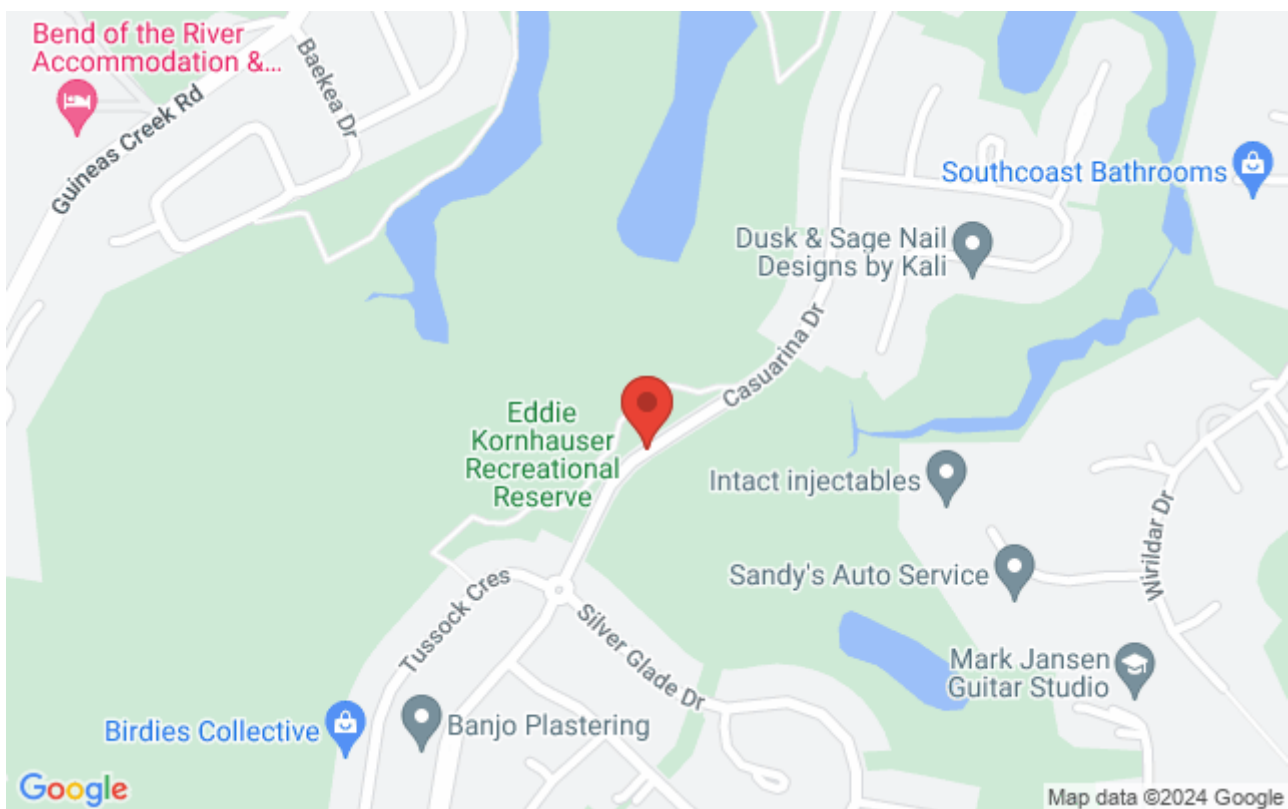 Bend of the River
Accommodation &...
Baekea Dr
Guineas Creek Rd
Southcoast Bathrooms
Dusk & Sage Nail
Designs by Kali
Casuarina Dr
Eddie
Kornhauser
Recreational
Reserve
Intact injectables
Wirildar Dr
Sandy's Auto Service
Tussock Cres
Silver Glade Dr
Mark Jansen
Guitar Studio
Birdies Collective
Banjo Plastering
Google
Map data ©2024 Google